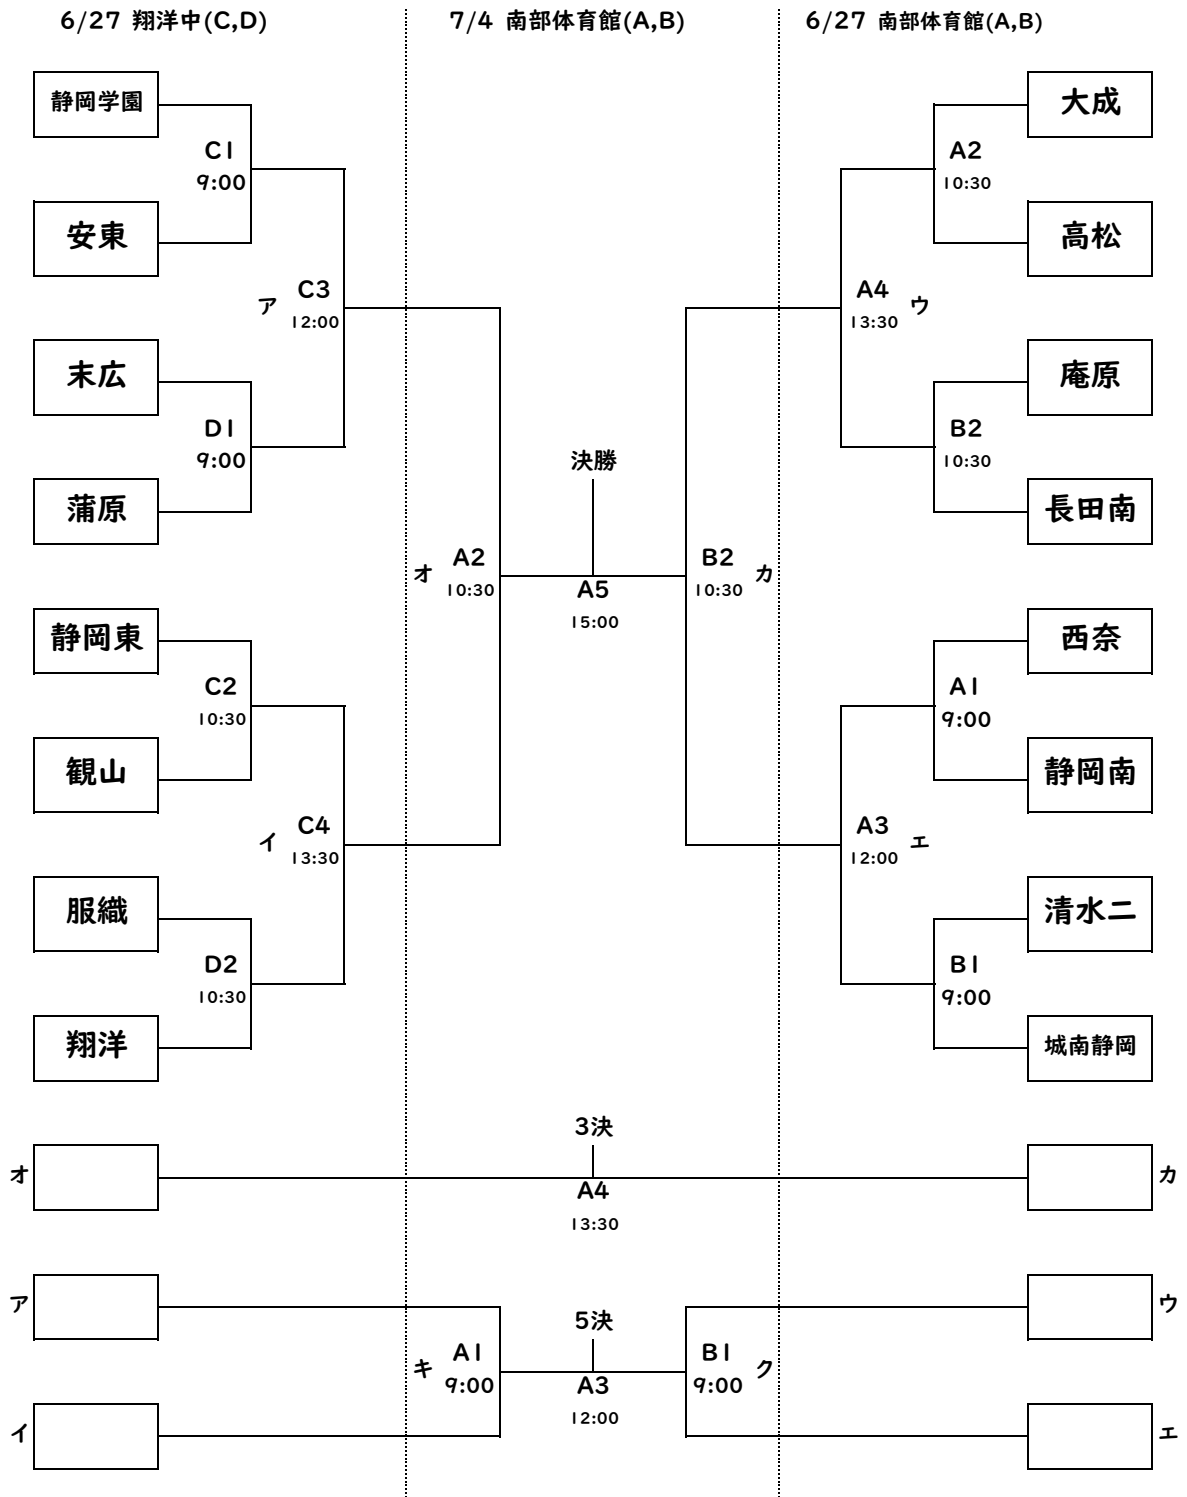 6/27 翔洋中(C,D)
7/4 南部体育館(A,B)
6/27 南部体育館(A,B)
静岡学園
大成
C1
9:00
A2
10:30
安東
高松
ア
C3
12:00
A4
13:30
ウ
末広
庵原
D1
9:00
B2
10:30
決勝
蒲原
長田南
オ
A2
10:30
A5
15:00
B2
10:30
カ
静岡東
西奈
C2
10:30
A1
9:00
観山
静岡南
イ
C4
13:30
A3
12:00
エ
服織
清水二
D2
10:30
B1
9:00
翔洋
城南静岡
3決
オ
カ
A4
13:30
ア
ウ
5決
キ
A1
9:00
A3
12:00
B1
9:00
ク
イ
エ